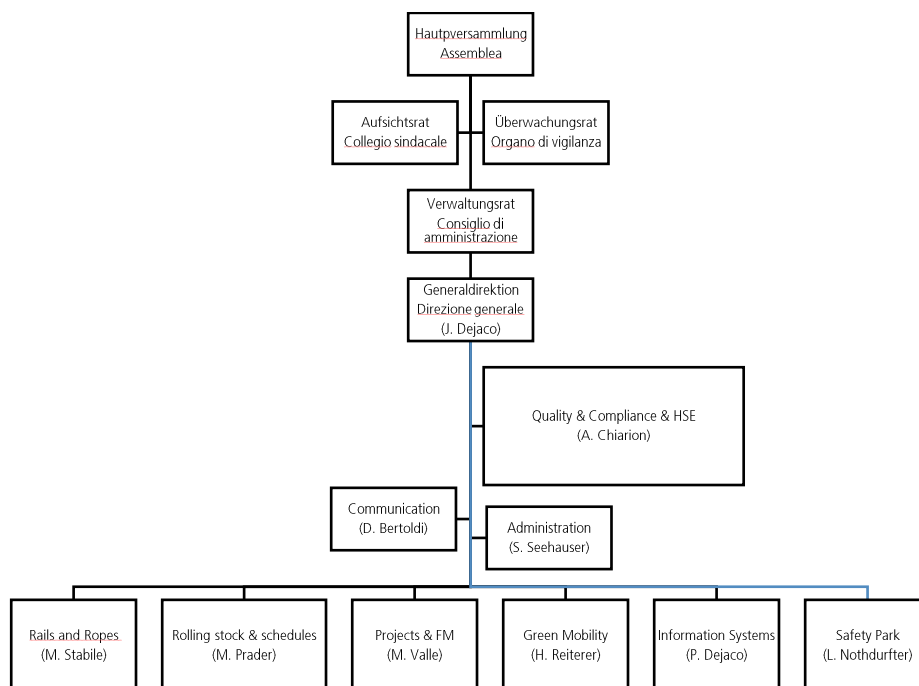 Hautpversammlung
Assemblea
Aufsichtsrat
Collegio sindacale
Überwachungsrat
Organo di vigilanza
Verwaltungsrat
Consiglio di
amministrazione
Generaldirektion
Direzione generale
(J. Dejaco)
Quality & Compliance & HSE
(A. Chiarion)
Communication
(D. Bertoldi)
Administration
(S. Seehauser)
Rails and Ropes
(M. Stabile)
Rolling stock & schedules
(M. Prader)
Projects & FM
(M. Valle)
Green Mobility
(H. Reiterer)
Information Systems
(P. Dejaco)
Safety Park
(L. Nothdurfter)